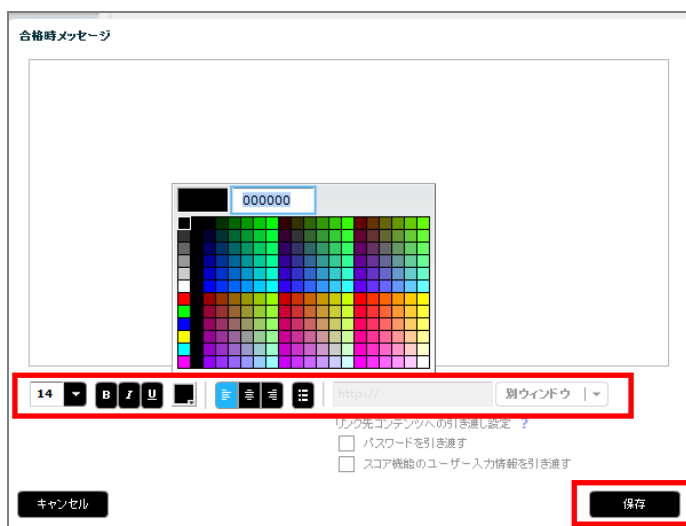 合格時メッセージ
000000
14 B I U http:// 別ウィンドウ
リンク先コンテンツへの引き渡し設定 ?
パスワードを引き渡す
スコア機能のユーザー入力情報を引き渡す
キャンセル 保存